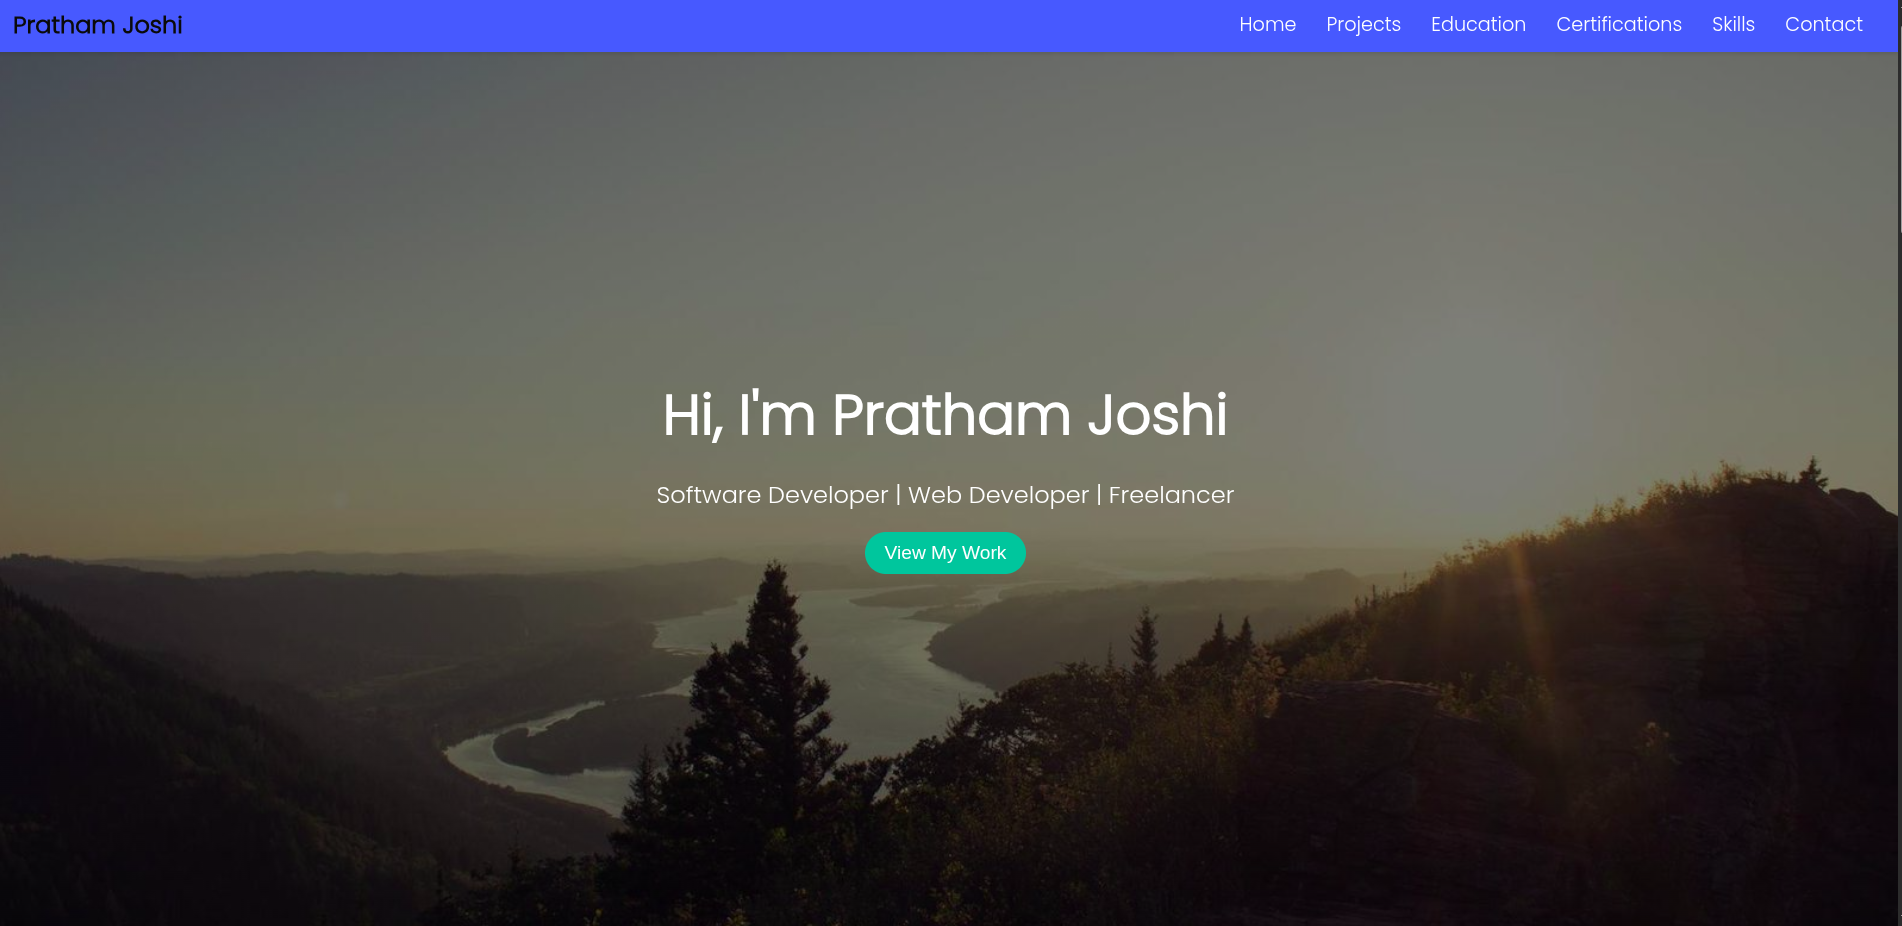 Pratham Joshi
Home Projects Education Certifications Skills Contact
Hi, I'm Pratham Joshi
Software Developer | Web Developer | Freelancer
View My Work